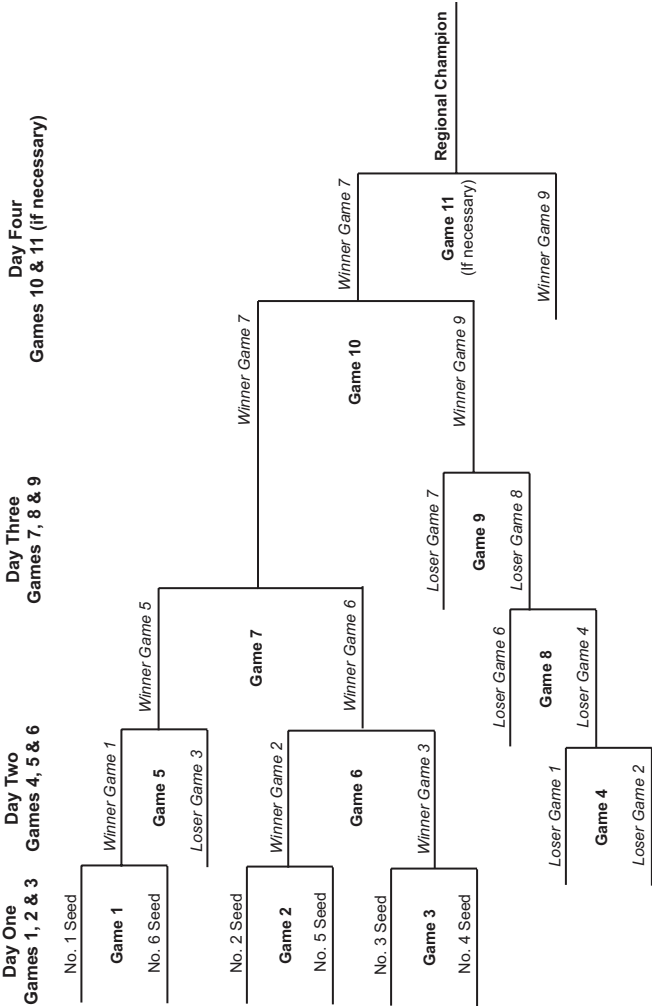 Day One
Games 1, 2 & 3
Day Two
Games 4, 5 & 6
Day Three
Games 7, 8 & 9
Day Four
Games 10 & 11 (if necessary)
No. 1 Seed
Game 1
No. 6 Seed
No. 2 Seed
Game 2
No. 5 Seed
No. 3 Seed
Game 3
No. 4 Seed
Winner Game 1
Game 5
Loser Game 3
Winner Game 2
Game 6
Winner Game 3
Loser Game 1
Game 4
Loser Game 2
Winner Game 5
Game 7
Winner Game 6
Loser Game 6
Game 8
Loser Game 4
Loser Game 7
Game 9
Loser Game 8
Winner Game 7
Game 10
Winner Game 9
Winner Game 7
Game 11
(If necessary)
Winner Game 9
Regional Champion